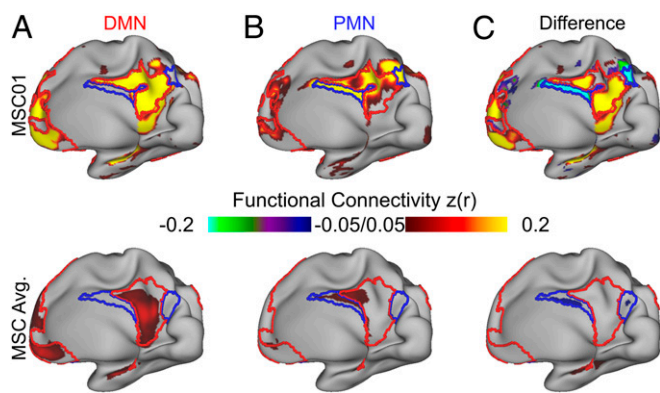 A DMN B PMN C Difference
MSC01
Functional Connectivity z(r)
-0.2 -0.05/0.05 0.2
MSC Avg.